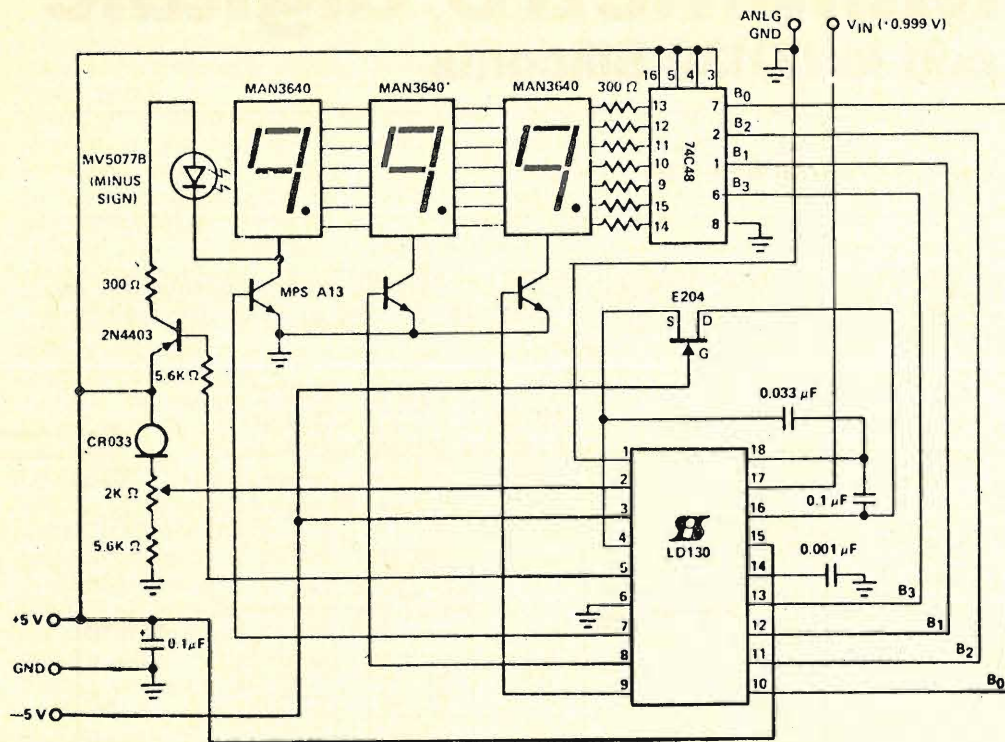 ANLG
GND
V_IN (+0.999 V)
MAN3640
MAN3640
MAN3640
300 Ω
16 5 4 3
13 7 B0
12 2 B2
11 1 B1
10 6 B3
9
15 8
14
74C48
MV5077B
(MINUS
SIGN)
300 Ω
MPS A13
2N4403
5.6K Ω
E204
S D
G
0.033 μF
CR033
1 18
2K Ω
2 17
0.1 μF
3 16
4 15
LD130
5.6K Ω
0.001 μF
5 14
6 13 B3
7 12 B1
8 11 B2
9 10 B0
+5 V
+
0.1μF
GND
—5 V